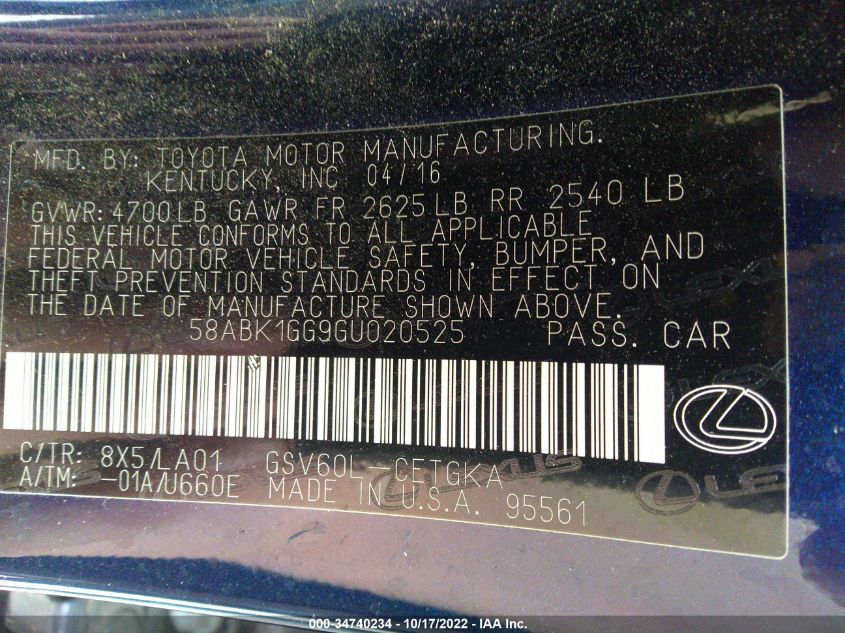 MFD. BY: TOYOTA MOTOR MANUFACTURING.
KENTUCKY, INC 04/16
GVWR: 4700LB GAWR FR 2625LB RR 2540 LB
THIS VEHICLE CONFORMS TO ALL APPLICABLE
FEDERAL MOTOR VEHICLE SAFETY, BUMPER, AND
THEFT PREVENTION STANDARDS IN EFFECT ON
THE DATE OF MANUFACTURE SHOWN ABOVE.
58ABK1GG9GU020525 PASS. CAR
C/TR: 8X5/LA01 GSV60L-CETGKA
A/TM: -01A/U660E MADE IN U.S.A. 95561
LEXUS
000-34740234 - 10/17/2022 - IAA Inc.